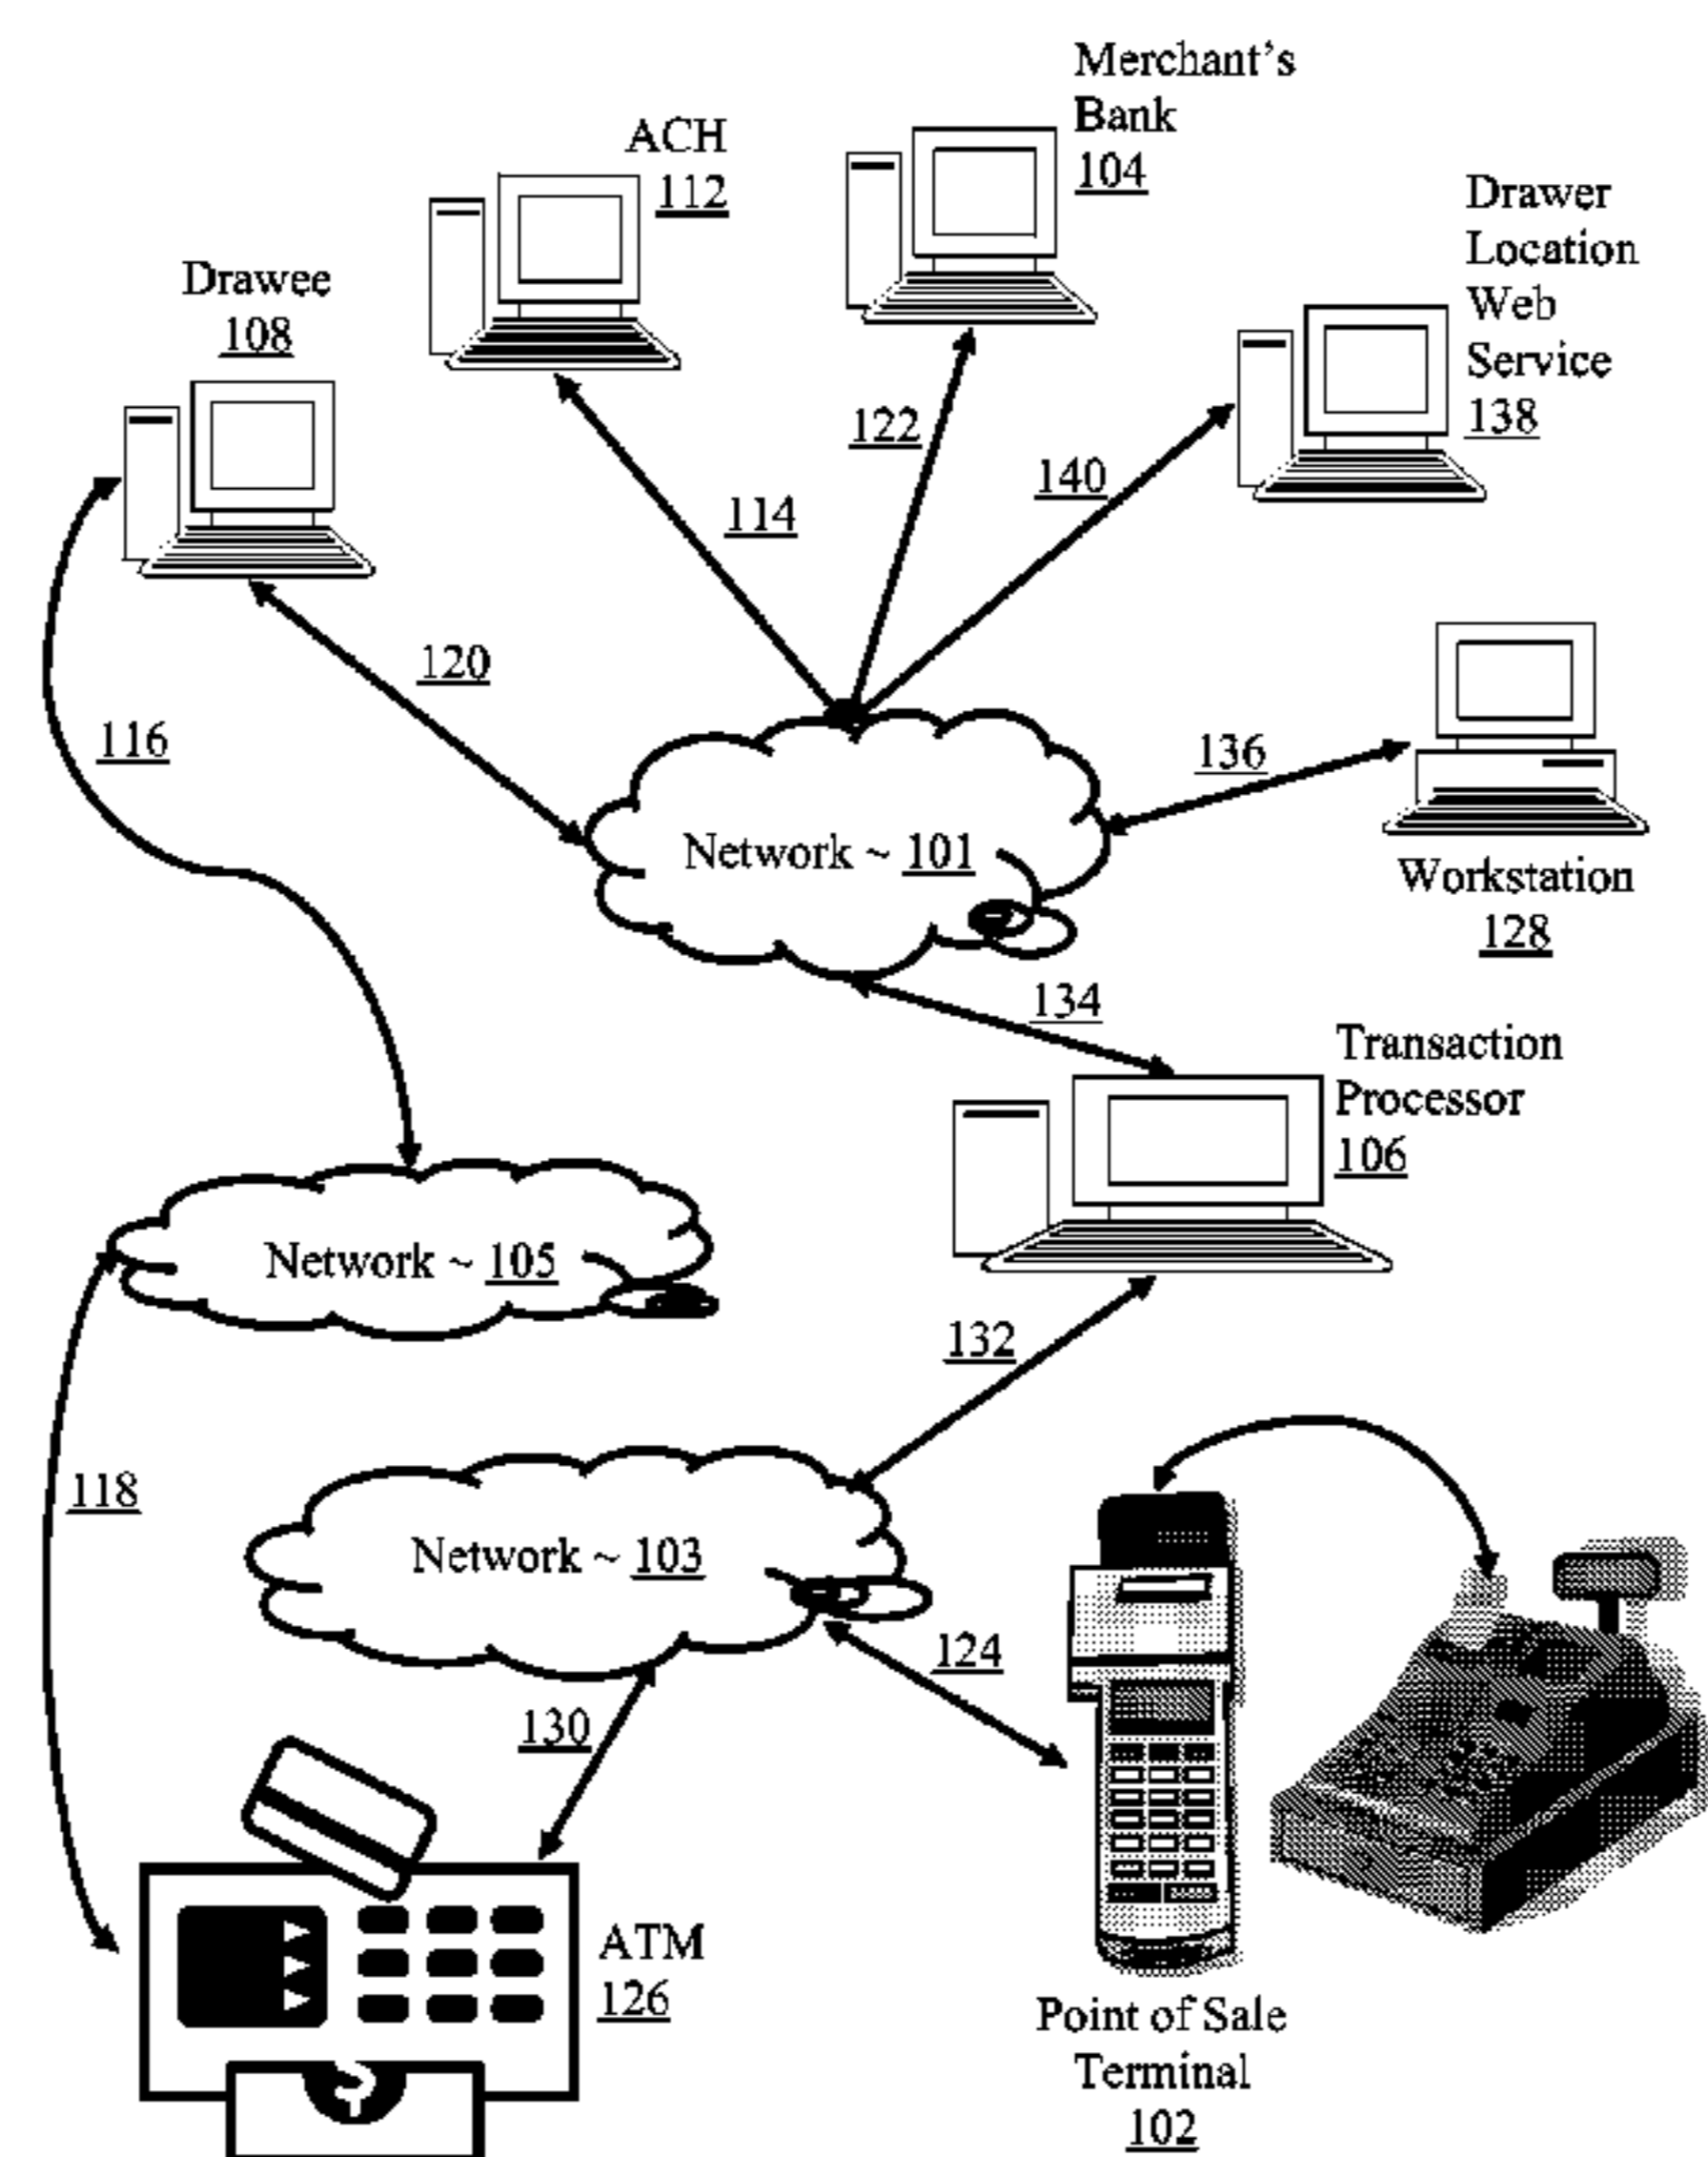 Merchant's
Bank
104
ACH
112
Drawer
Location
Web
Service
138
Drawee
108
122
140
114
120
116
136
Network ~ 101
Workstation
128
134
Transaction
Processor
106
Network ~ 105
132
118
Network ~ 103
124
130
ATM
126
Point of Sale
Terminal
102